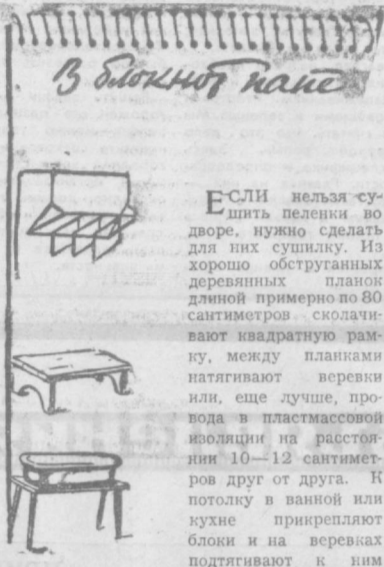 В блокнот папе
ЕСЛИ нельзя су-
шить пеленки во
дворе, нужно сделать
для них сушилку. Из
хорошо обструганных
деревянных планок
длиной примерно по 80
сантиметров сколачи-
вают квадратную рам-
ку, между планками
натягивают веревки
или, еще лучше, про-
вода в пластмассовой
изоляции на расстоя-
нии 10—12 сантимет-
ров друг от друга. К
потолку в ванной или
кухне прикрепляют
блоки и на веревках
подтягивают к ним